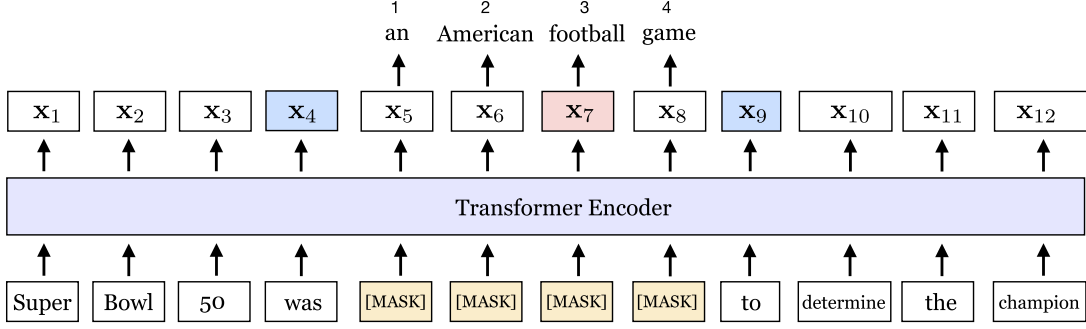 1 2 3 4
an American football game
x₁ x₂ x₃ x₄ x₅ x₆ x₇ x₈ x₉ x₁₀ x₁₁ x₁₂
Transformer Encoder
Super Bowl 50 was [MASK] [MASK] [MASK] [MASK] to determine the champion